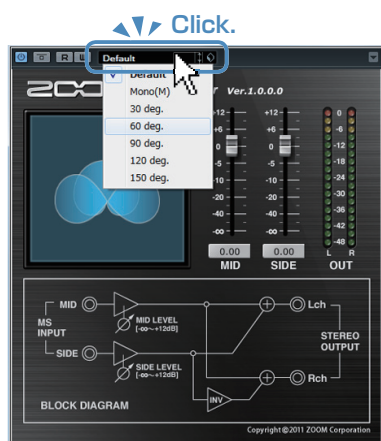 Click.
R W Default
ZOOM
Default
Mono(M)
30 deg.
60 deg.
90 deg.
120 deg.
150 deg.
Ver.1.0.0.0
+12 +12 0
+6 +6 -6
0 0 -12
-5 -5 -18
-10 -10 -24
-20 -20 -30
-40 -40 -36
-42
-∞ -∞ -48
0.00 0.00 L R
MID SIDE OUT
MID
MID LEVEL
[-∞~+12dB]
MS
INPUT
SIDE
SIDE LEVEL
[-∞~+12dB]
INV
Lch
STEREO
OUTPUT
Rch
BLOCK DIAGRAM
Copyright@2011 ZOOM Corporation